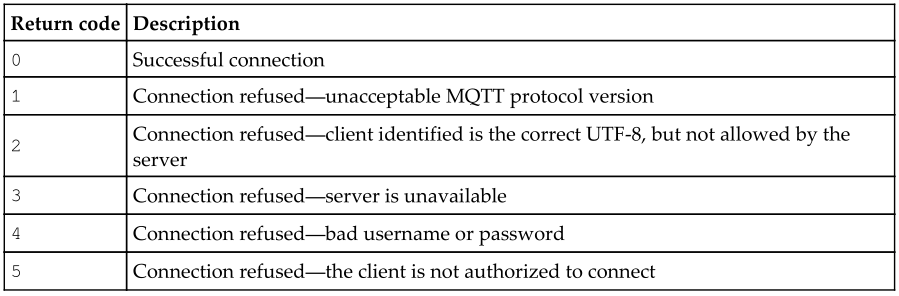 Return code Description
0 Successful connection
1 Connection refused—unacceptable MQTT protocol version
2 Connection refused—client identified is the correct UTF-8, but not allowed by the
server
3 Connection refused—server is unavailable
4 Connection refused—bad username or password
5 Connection refused—the client is not authorized to connect